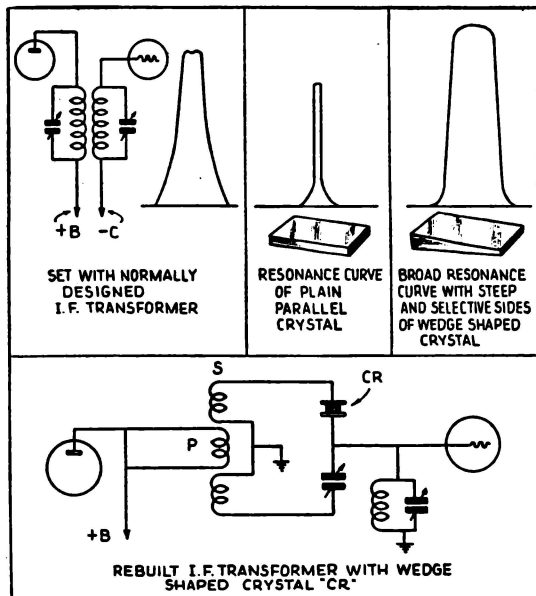 +B
-C
SET WITH NORMALLY
DESIGNED
I.F. TRANSFORMER
RESONANCE CURVE
OF PLAIN
PARALLEL
CRYSTAL
BROAD RESONANCE
CURVE WITH STEEP
AND SELECTIVE SIDES
OF WEDGE SHAPED
CRYSTAL
S
CR
P
+B
REBUILT I.F. TRANSFORMER WITH WEDGE
SHAPED CRYSTAL "CR"